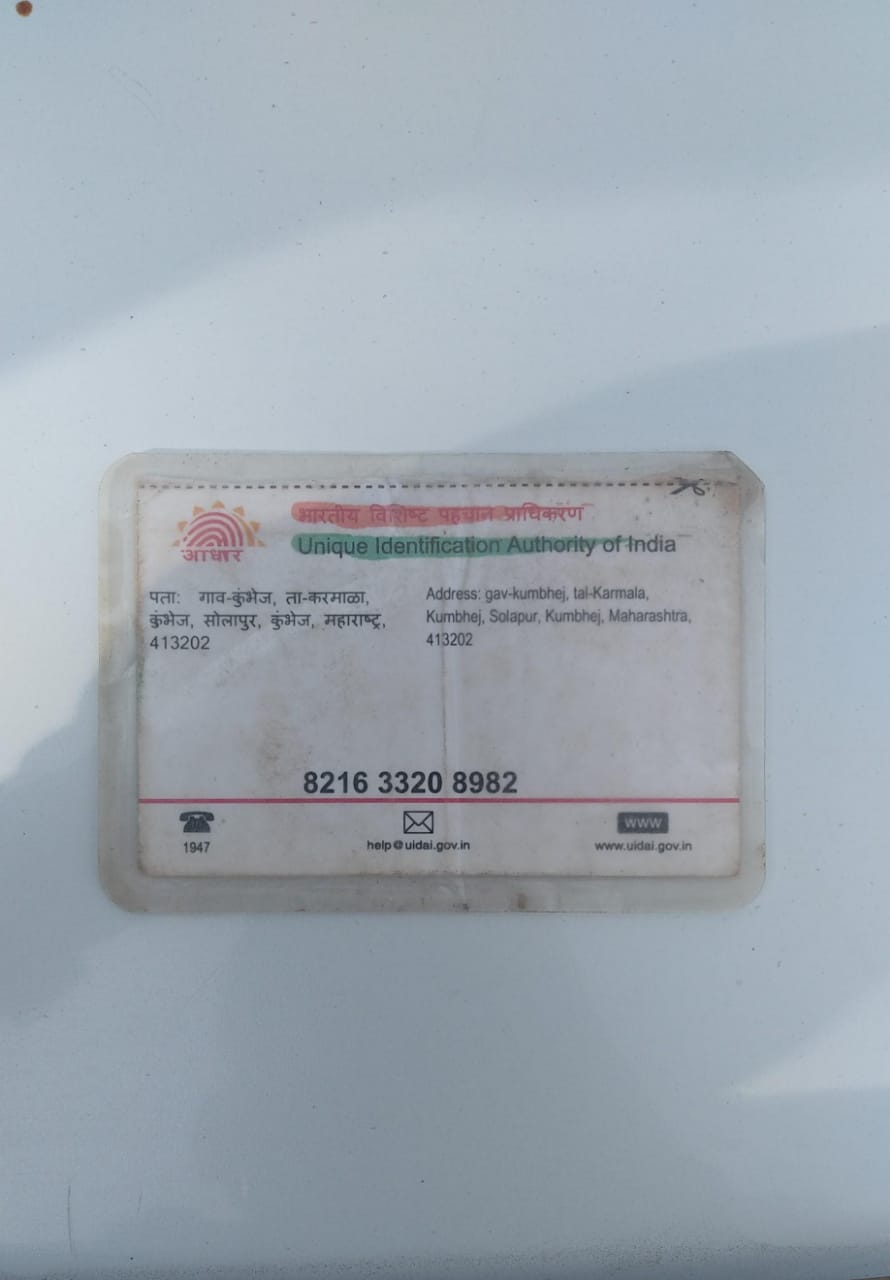 भारतीय विशिष्ट पहचान प्राधिकरण
Unique Identification Authority of India
आधार
पता: गाव-कुंभेज, ता-करमाळा,
कुंभेज, सोलापुर, कुंभेज, महाराष्ट्र,
413202
Address: gav-kumbhej, tal-Karmala,
Kumbhej, Solapur, Kumbhej, Maharashtra,
413202
8216 3320 8982
1947
help@uidai.gov.in
WWW
www.uidai.gov.in